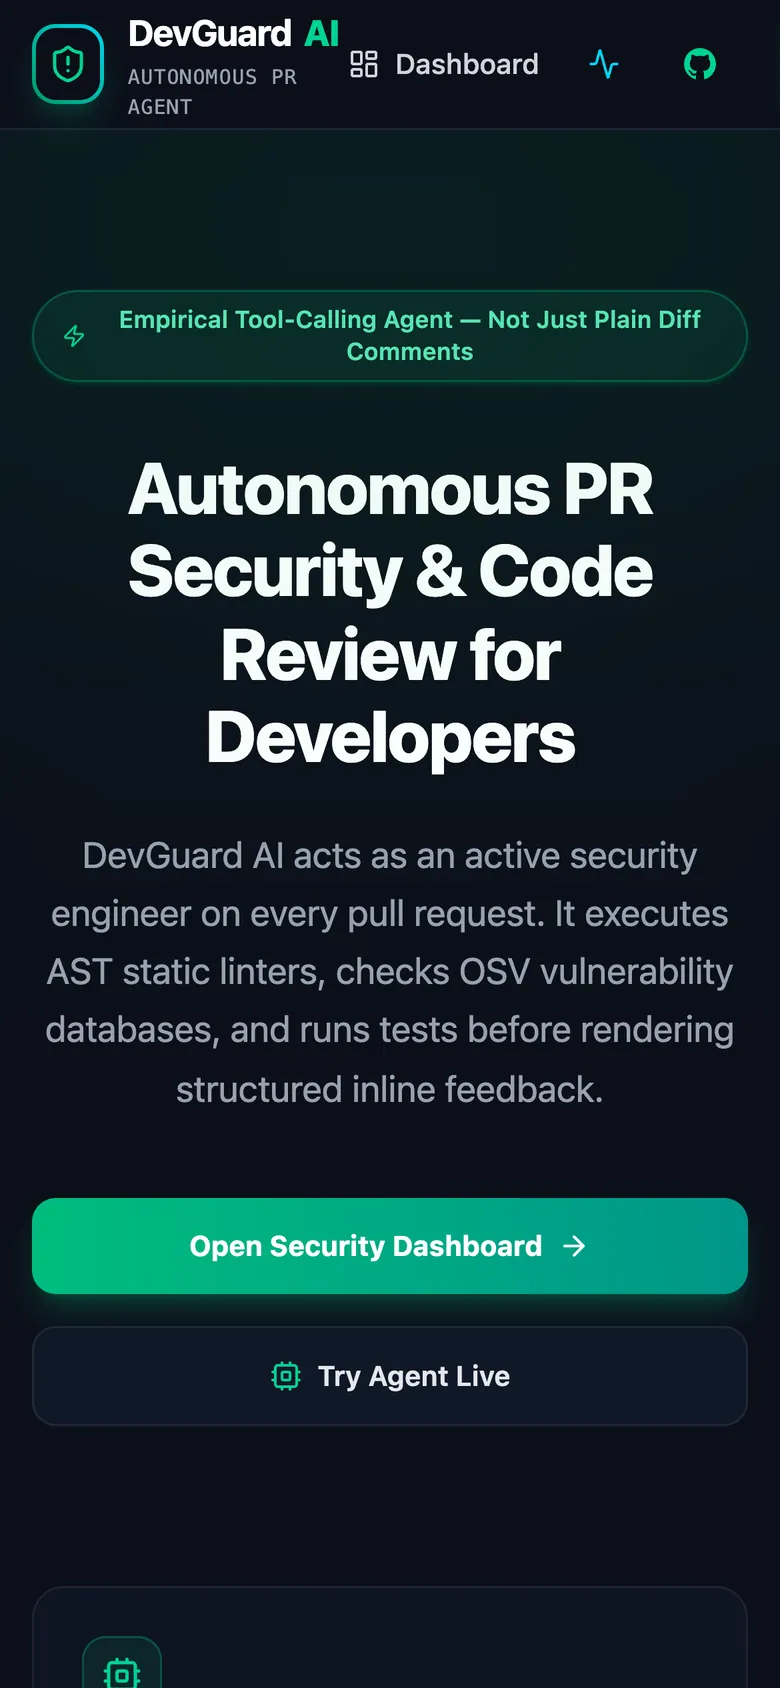 DevGuard AI
AUTONOMOUS PR
AGENT
Dashboard
Empirical Tool-Calling Agent — Not Just Plain Diff
Comments
Autonomous PR
Security & Code
Review for
Developers
DevGuard AI acts as an active security
engineer on every pull request. It executes
AST static linters, checks OSV vulnerability
databases, and runs tests before rendering
structured inline feedback.
Open Security Dashboard →
Try Agent Live